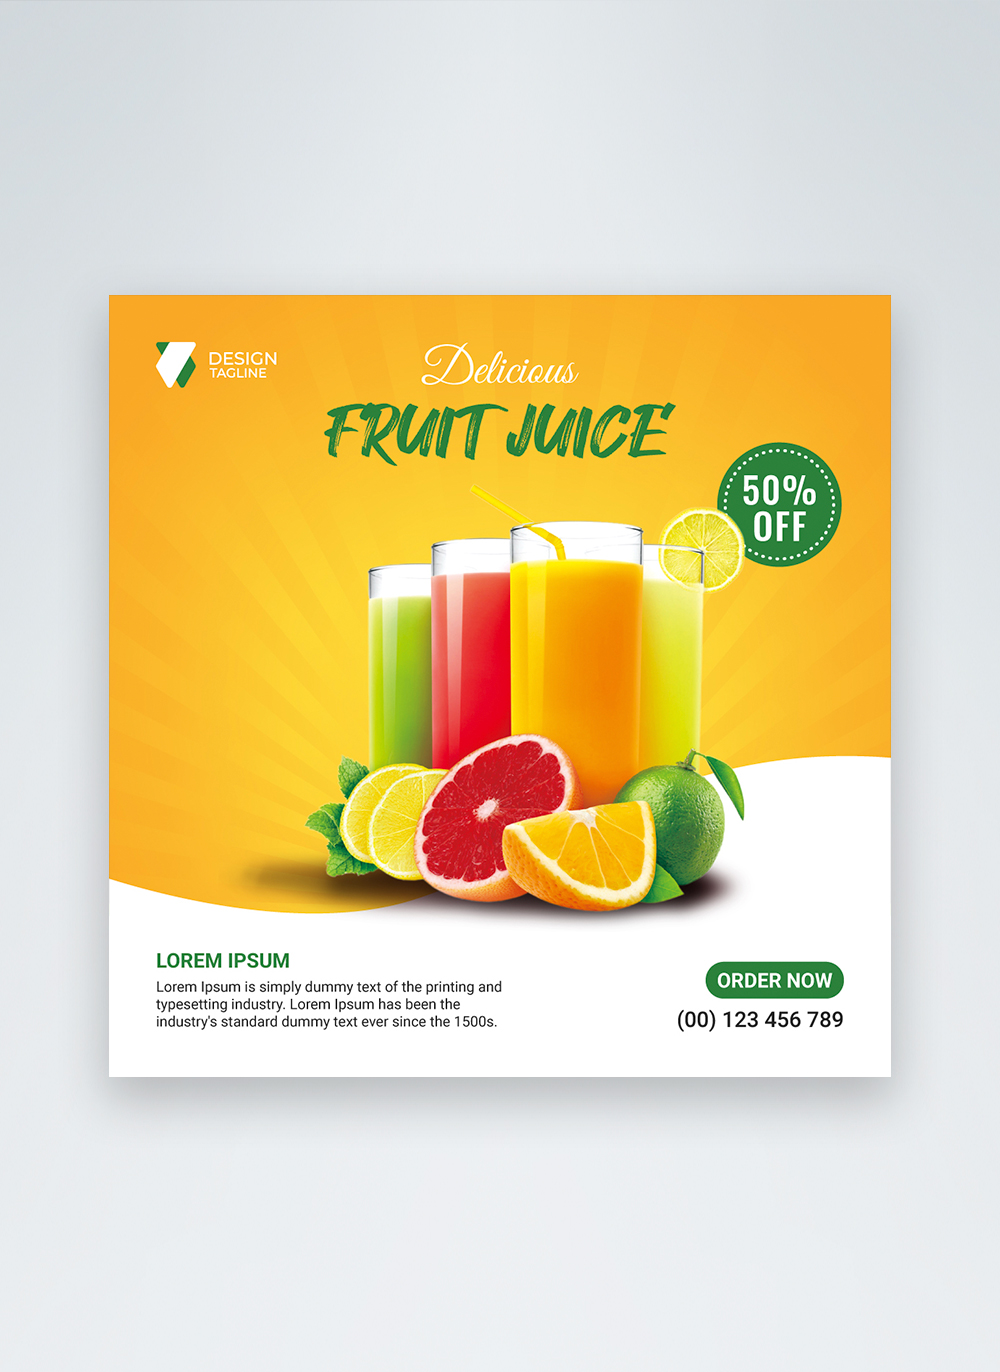 DESIGN
TAGLINE
Delicious
FRUIT JUICE
50%
OFF
LOREM IPSUM
Lorem Ipsum is simply dummy text of the printing and
typesetting industry. Lorem Ipsum has been the
industry's standard dummy text ever since the 1500s.
ORDER NOW
(00) 123 456 789